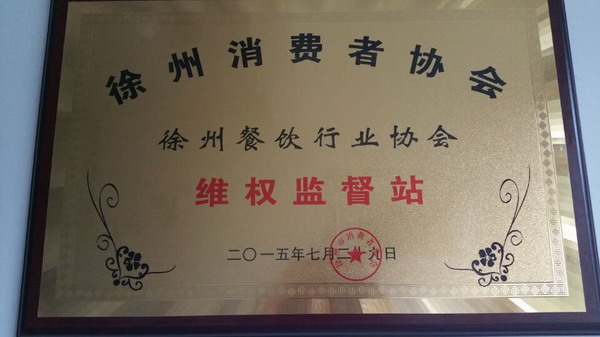 徐州消费者协会
徐州餐饮行业协会
维权监督站
二〇一五年七月二十九日